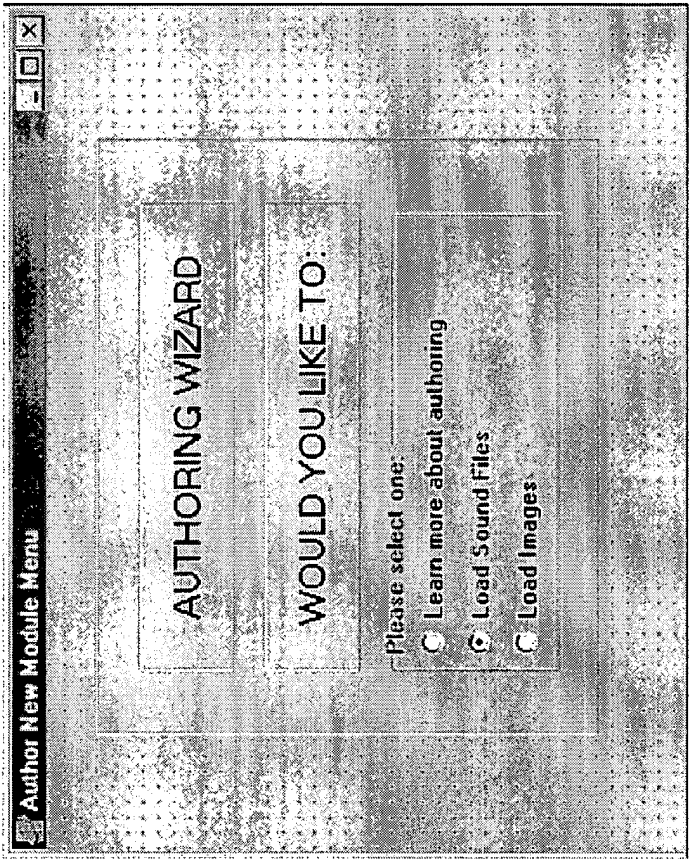 Author New Module Menu
AUTHORING WIZARD
WOULD YOU LIKE TO:
Please select one:
Learn more about authoring
Load Sound Files
Load Images